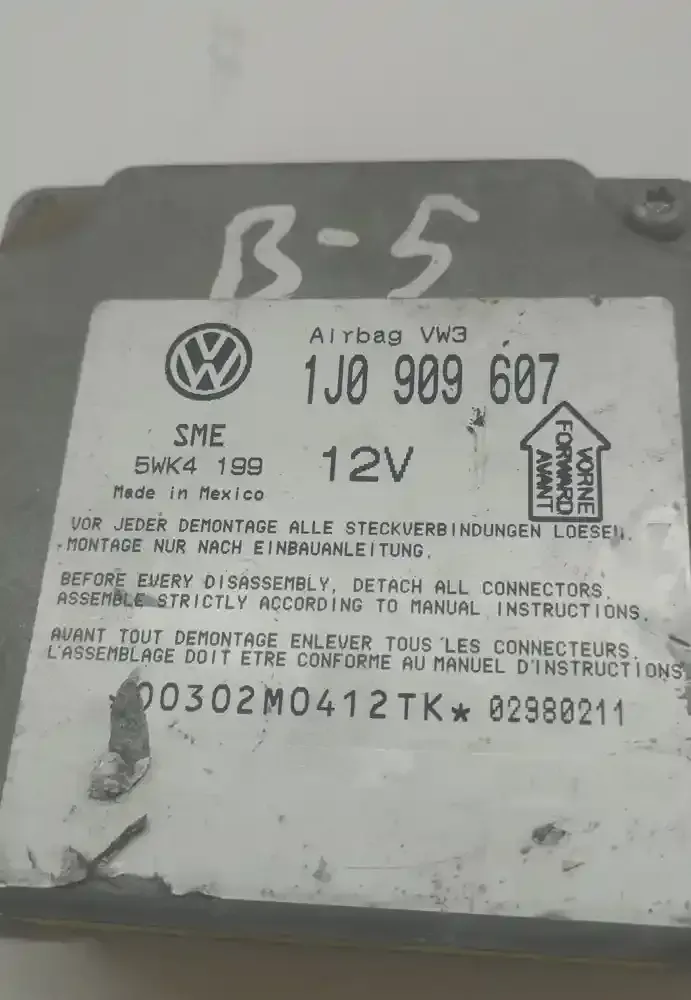 B-5
Airbag VW3
1J0 909 607
SME
5WK4 199
12V
Made in Mexico
VORNE
FORWARD
AVANT
VOR JEDER DEMONTAGE ALLE STECKVERBINDUNGEN LOESEN.
MONTAGE NUR NACH EINBAUANLEITUNG.
BEFORE EVERY DISASSEMBLY, DETACH ALL CONNECTORS.
ASSEMBLE STRICTLY ACCORDING TO MANUAL INSTRUCTIONS.
AVANT TOUT DEMONTAGE ENLEVER TOUS LES CONNECTEURS.
L'ASSEMBLAGE DOIT ETRE CONFORME AU MANUEL D'INSTRUCTIONS
*00302M0412TK* 02980211